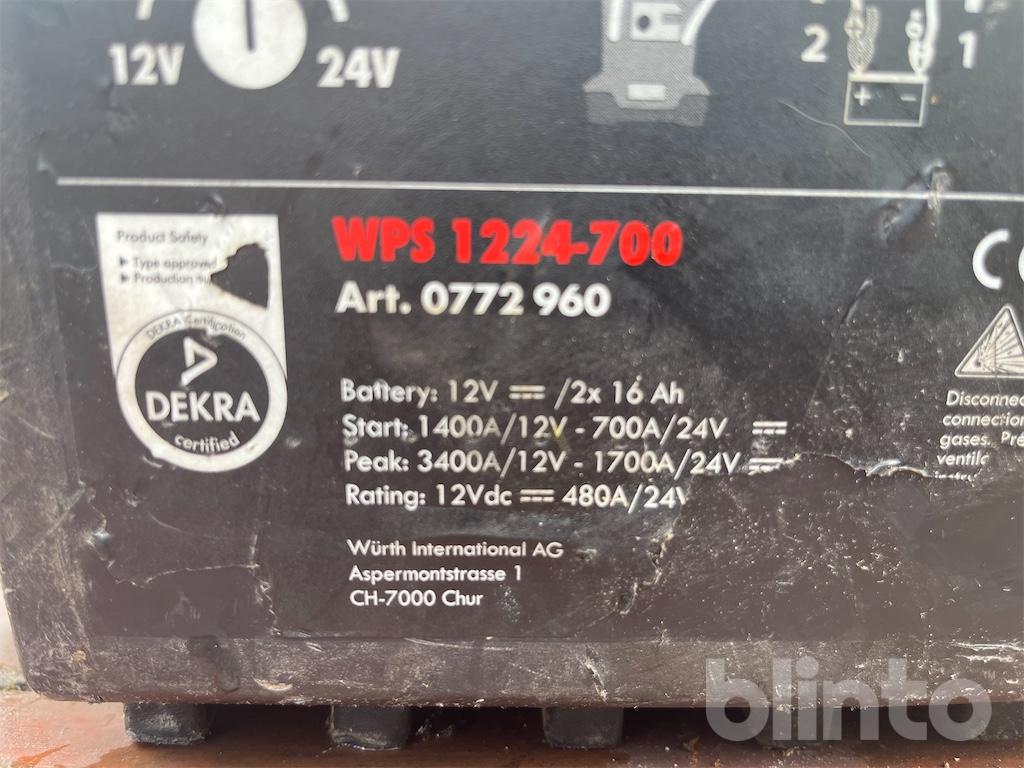 12V 24V
2 1
+ -
Product Safety
▶ Type approved
▶ Production
DEKRA Certification
DEKRA
certified
WPS 1224-700
Art. 0772 960
Battery: 12V ⎓ /2x 16 Ah
Start: 1400A/12V - 700A/24V ⎓
Peak: 3400A/12V - 1700A/24V ⎓
Rating: 12Vdc ⎓ 480A/24V
Würth International AG
Aspermontstrasse 1
CH-7000 Chur
CE
Disconnec
connection
gases. Pré
ventila
blinto